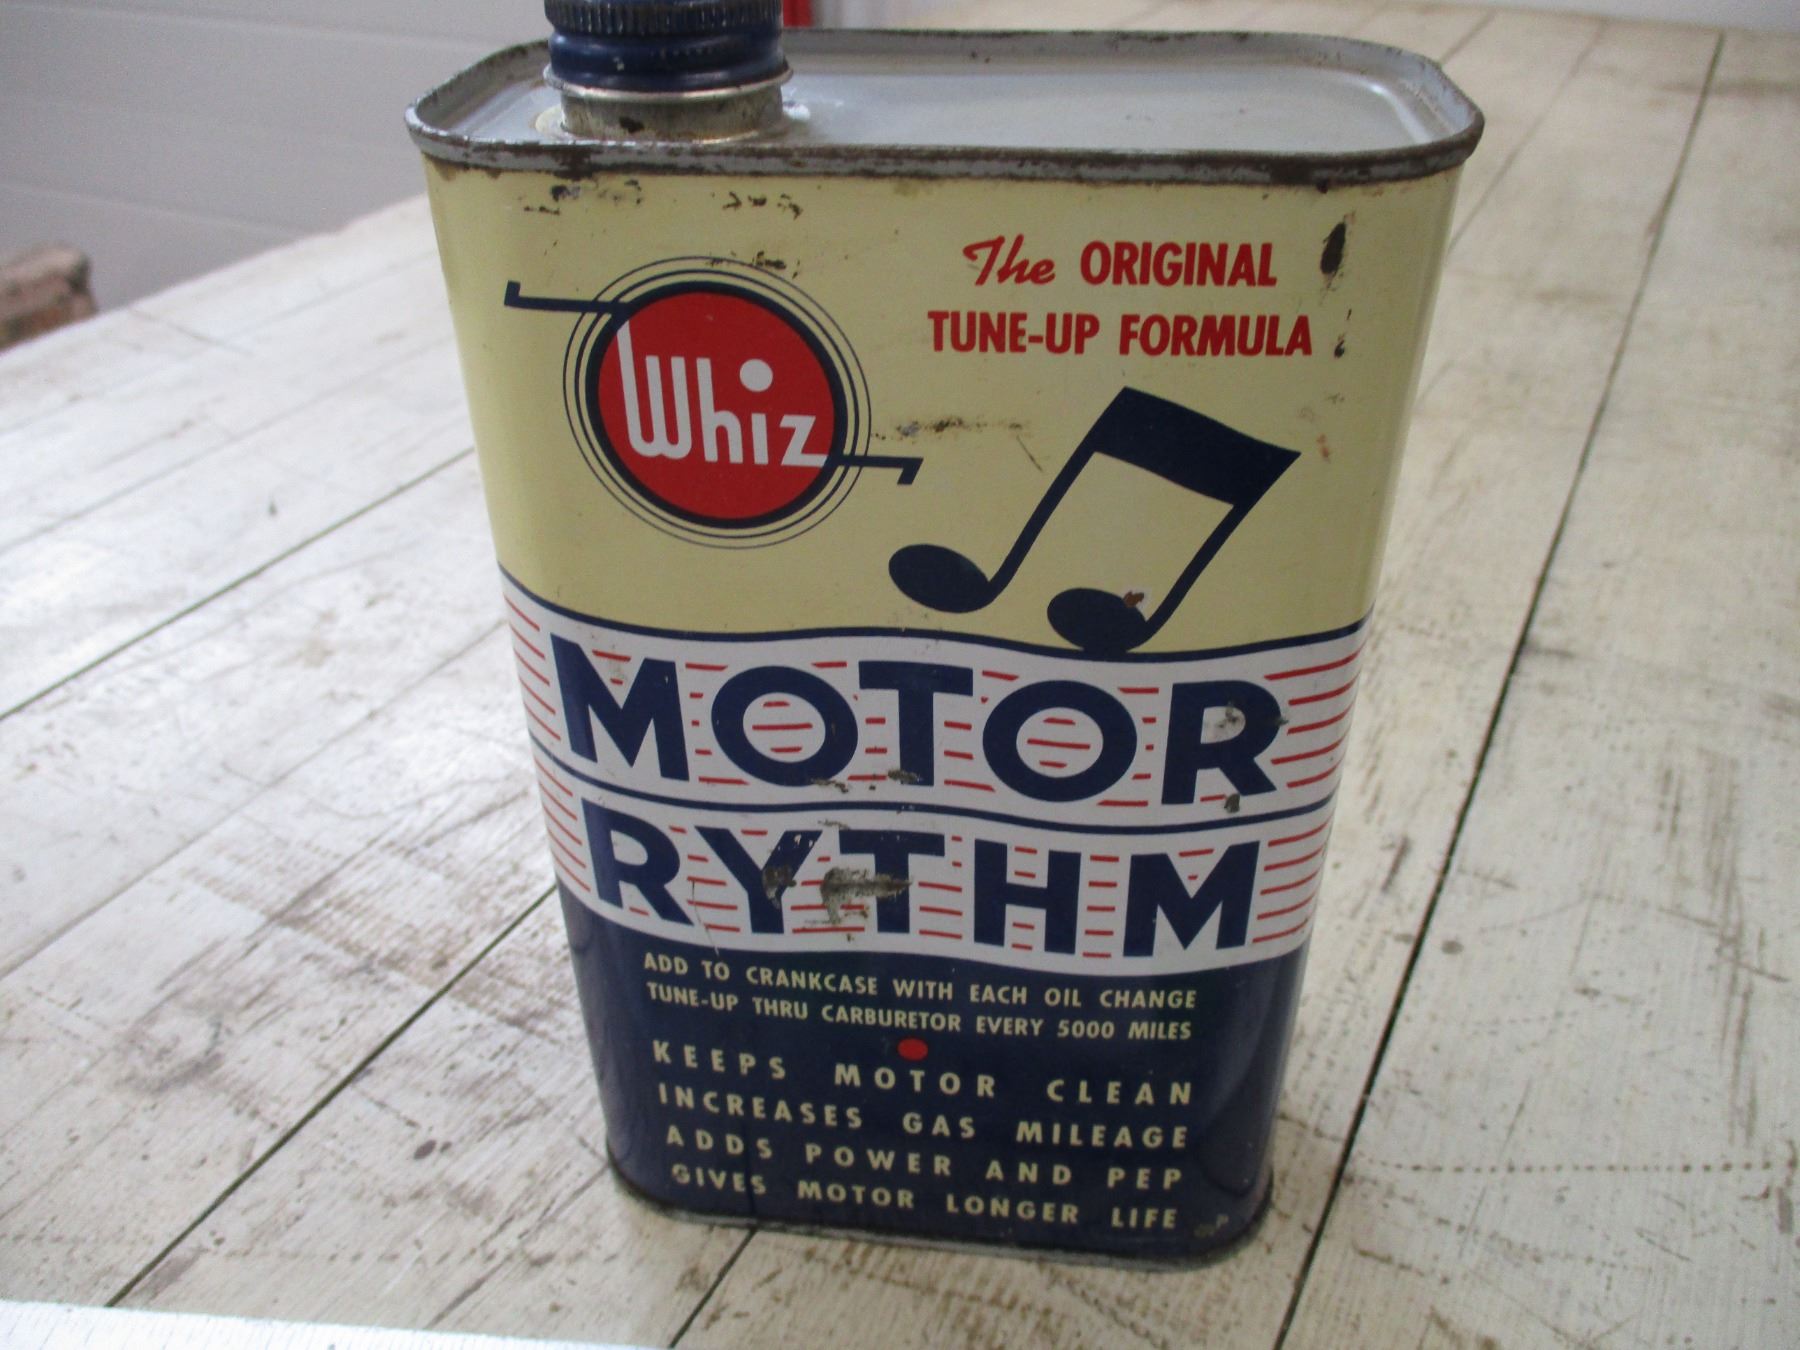 Whiz
The ORIGINAL
TUNE-UP FORMULA
MOTOR
RYTHM
ADD TO CRANKCASE WITH EACH OIL CHANGE
TUNE-UP THRU CARBURETOR EVERY 5000 MILES
KEEPS MOTOR CLEAN
INCREASES GAS MILEAGE
ADDS POWER AND PEP
GIVES MOTOR LONGER LIFE